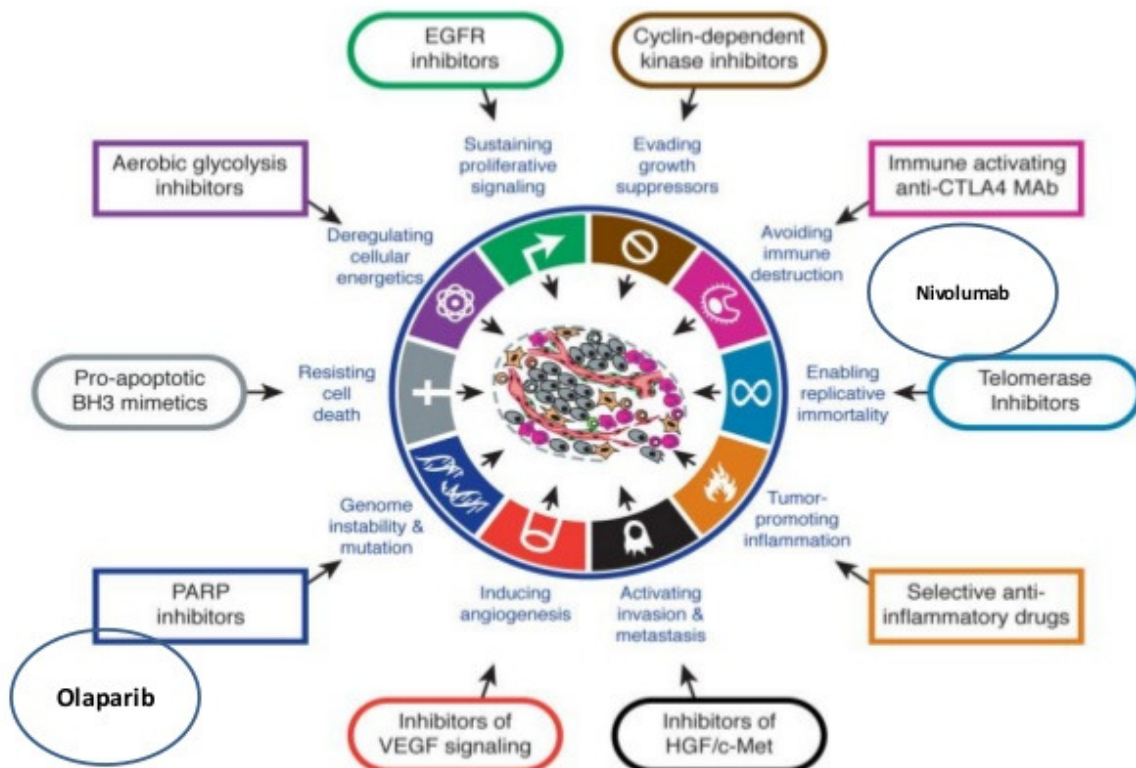 EGFR
inhibitors
Cyclin-dependent
kinase inhibitors
Sustaining
proliferative
signaling
Evading
growth
suppressors
Aerobic glycolysis
inhibitors
Immune activating
anti-CTLA4 MAb
Deregulating
cellular
energetics
Avoiding
immune
destruction
Nivolumab
Pro-apoptotic
BH3 mimetics
Resisting
cell
death
Enabling
replicative
immortality
Telomerase
Inhibitors
Genome
instability &
mutation
Tumor-
promoting
inflammation
PARP
inhibitors
Inducing
angiogenesis
Activating
invasion &
metastasis
Selective anti-
inflammatory drugs
Olaparib
Inhibitors of
VEGF signaling
Inhibitors of
HGF/c-Met